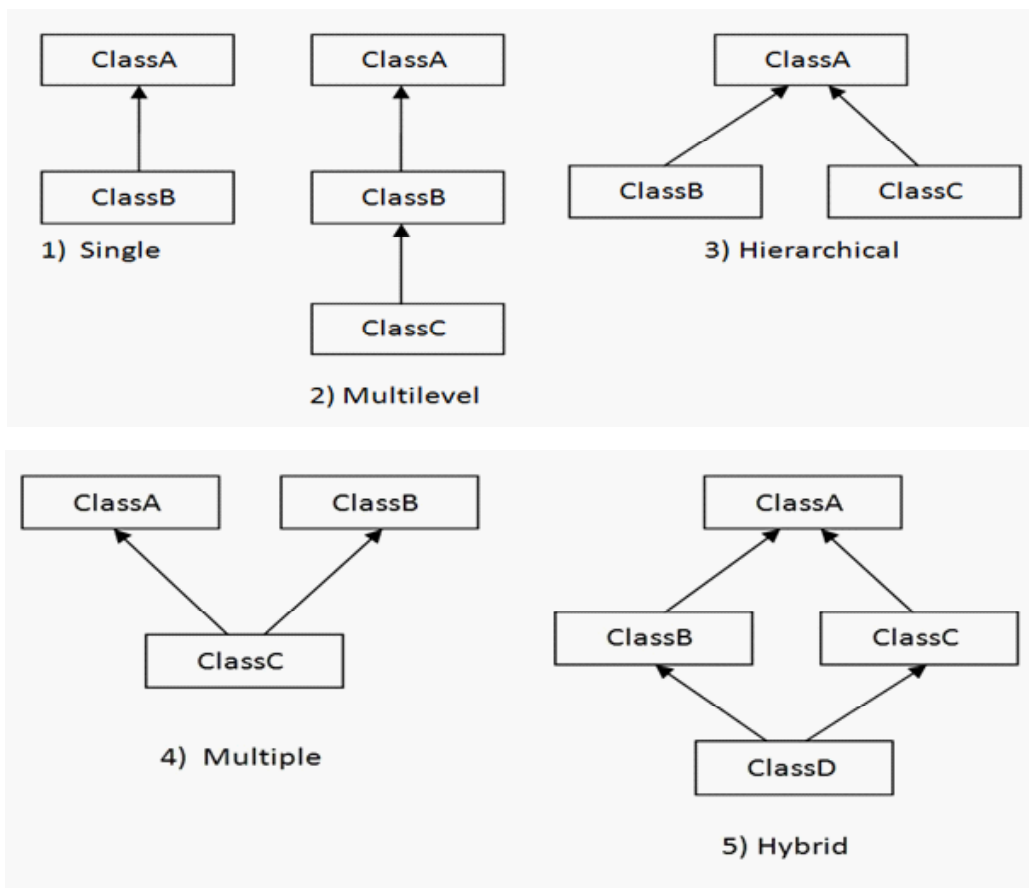 ClassA
ClassB
1) Single
ClassA
ClassB
ClassC
2) Multilevel
ClassA
ClassB
ClassC
3) Hierarchical
ClassA
ClassB
ClassC
4) Multiple
ClassA
ClassB
ClassC
ClassD
5) Hybrid